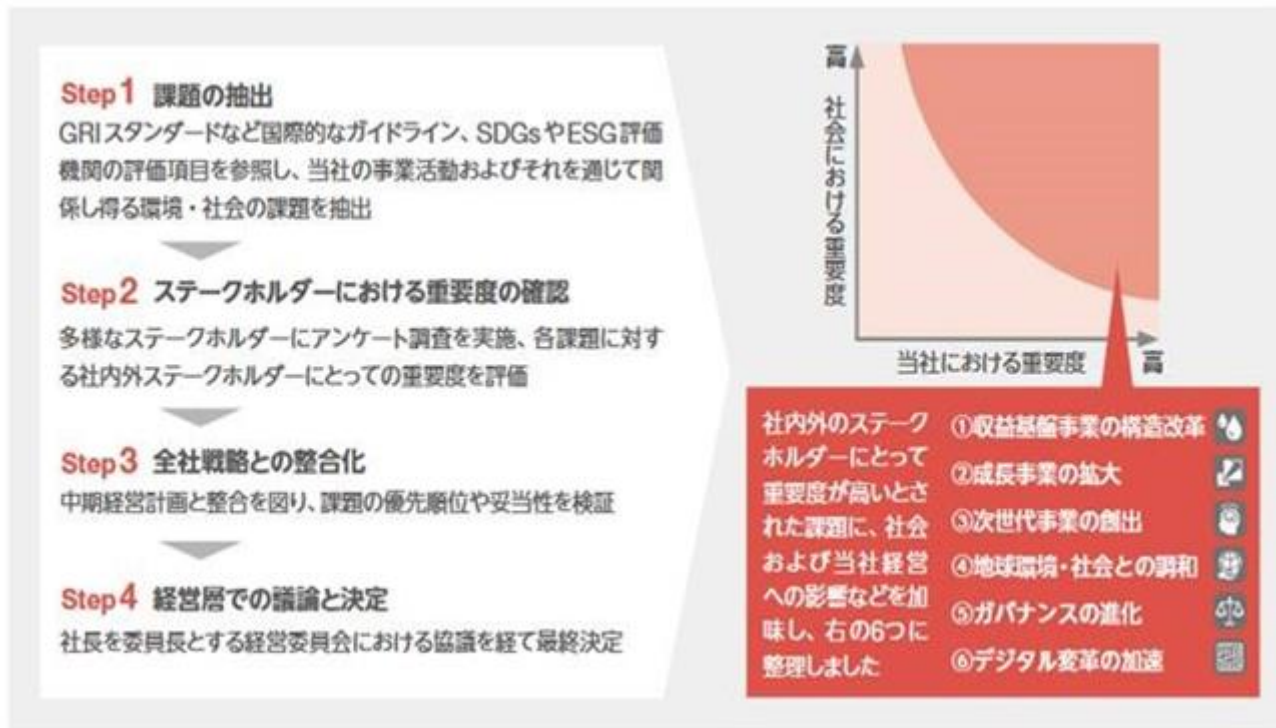 Step1 課題の抽出
GRIスタンダードなど国際的なガイドライン、SDGsやESG評価
機関の評価項目を参照し、当社の事業活動およびそれを通じて関
係し得る環境・社会の課題を抽出
Step2 ステークホルダーにおける重要度の確認
多様なステークホルダーにアンケート調査を実施、各課題に対す
る社内外ステークホルダーにとっての重要度を評価
Step3 全社戦略との整合化
中期経営計画と整合を図り、課題の優先順位や妥当性を検証
Step4 経営層での議論と決定
社長を委員長とする経営委員会における協議を経て最終決定
高
社会における重要度
当社における重要度
高
社内外のステーク
ホルダーにとって
重要度が高いとさ
れた課題に、社会
および当社経営
への影響などを加
味し、右の6つに
整理しました
①収益基盤事業の構造改革
②成長事業の拡大
③次世代事業の創出
④地球環境・社会との調和
⑤ガバナンスの進化
⑥デジタル変革の加速